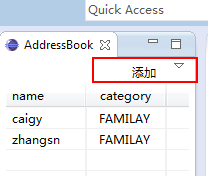 Quick Access
AddressBook
添加
name category
caigy FAMILAY
zhangsn FAMILAY